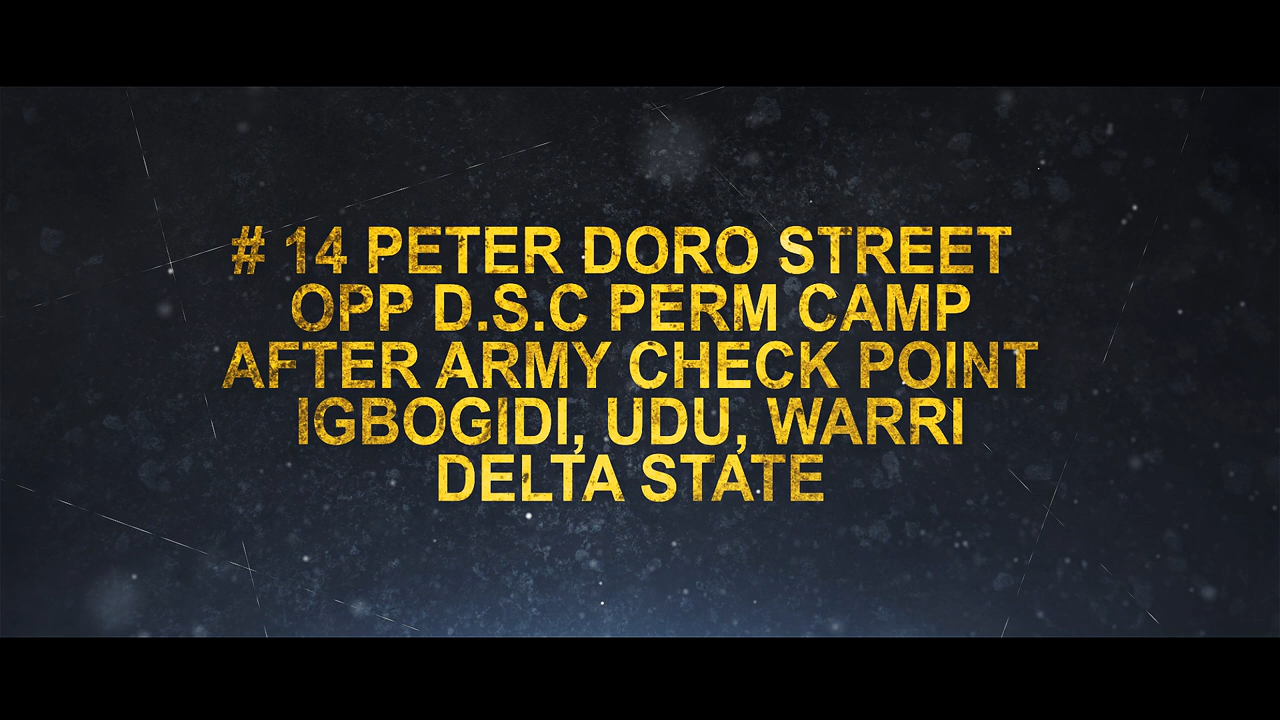 # 14 PETER DORO STREET
OPP D.S.C PERM CAMP
AFTER ARMY CHECK POINT
IGBOGIDI, UDU, WARRI
DELTA STATE